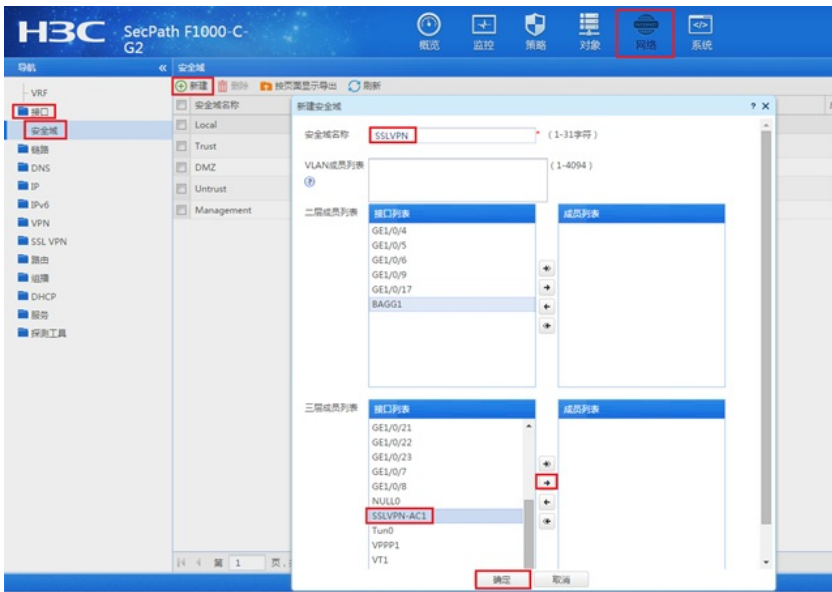 H3C SecPath F1000-C-G2
概览 监控 策略 对象 网络 系统
导航 «
安全域
VRF
接口
安全域
链路
DNS
IP
IPv6
VPN
SSL VPN
路由
组播
DHCP
服务
探测工具
新建 删除 按页面显示导出 刷新
安全域名称
Local
Trust
DMZ
Untrust
Management
第 1 页,
新建安全域 ? X
安全域名称 SSLVPN * (1-31字符)
VLAN成员列表 (1-4094)
二层成员列表 接口列表 成员列表
GE1/0/4
GE1/0/5
GE1/0/6
GE1/0/9
GE1/0/17
BAGG1
三层成员列表 接口列表 成员列表
GE1/0/21
GE1/0/22
GE1/0/23
GE1/0/7
GE1/0/8
NULL0
SSLVPN-AC1
Tun0
VPPP1
VT1
确定 取消